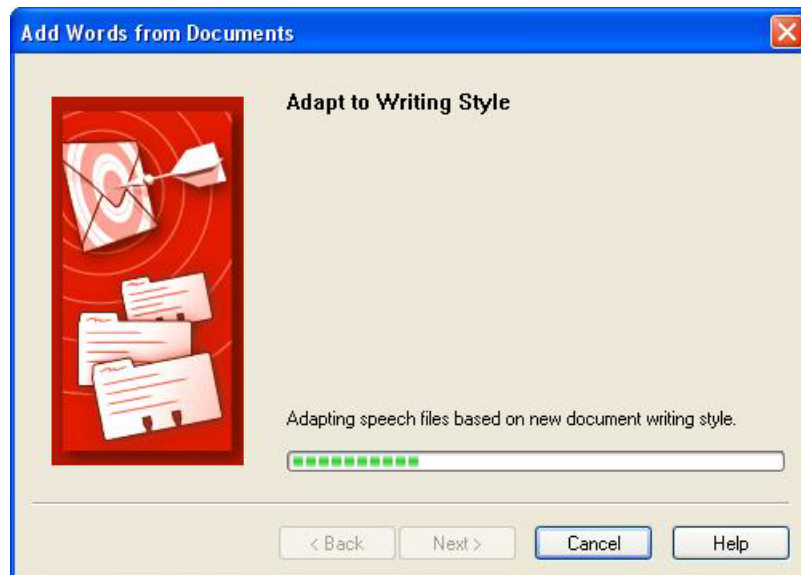 Add Words from Documents
Adapt to Writing Style
Adapting speech files based on new document writing style.
< Back Next > Cancel Help